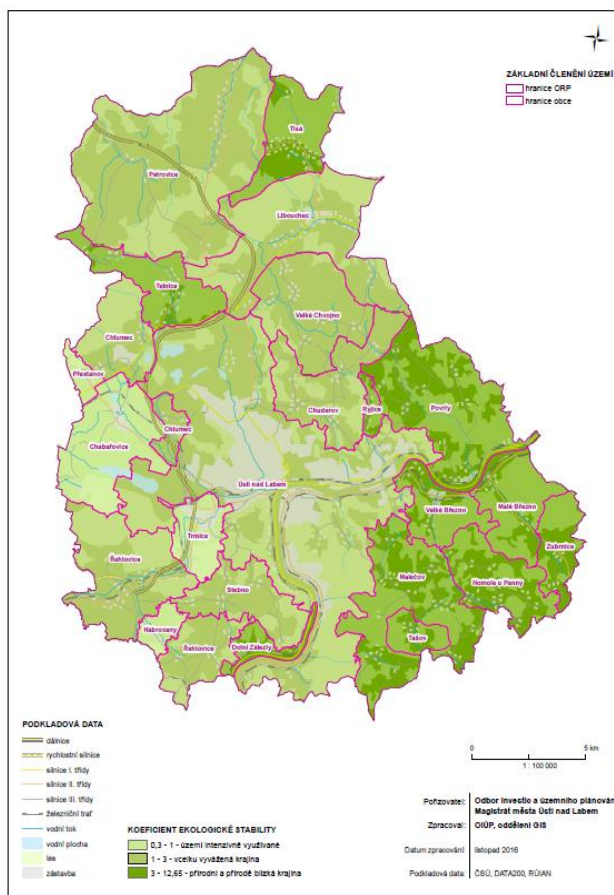 ZÁKLADNÍ ČLENĚNÍ ÚZEMÍ
hranice ORP
hranice obce
Tisá
Petrovice
Libouchec
Telnice
Velké Chvojno
Chlumec
Přestanov
Chuderov
Ryjice
Povrly
Chlumec
Chabařovice
Ústí nad Labem
Velké Březno
Malé Březno
Trmice
Zubrnice
Řehlovice
Malečov
Homole u Panny
Stebno
Habrovany
Tašov
Řehlovice
Dolní Zálezly
PODKLADOVÁ DATA
dálnice
rychlostní silnice
silnice I. třídy
silnice II. třídy
silnice III. třídy
železniční trať
vodní tok
vodní plocha
les
zástavba
0 5 km
1 : 100 000
KOEFICIENT EKOLOGICKÉ STABILITY
0,3 - 1 - území intenzivně využívané
1 - 3 - vcelku vyvážená krajina
3 - 12,65 - přírodní a přírodě blízká krajina
Pořizovatel: Odbor investic a územního plánování
Magistrát města Ústí nad Labem
Zpracoval: OIÚP, oddělení GIS
Datum zpracování: listopad 2016
Podkladová data: ČSÚ, DATA200, RÚIAN